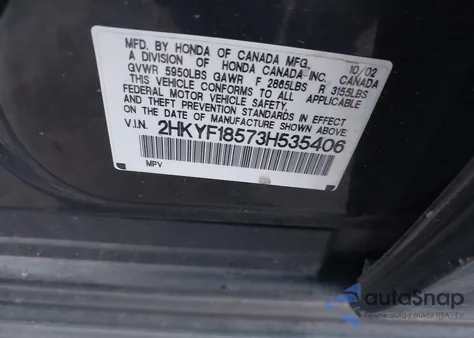 MFD. BY HONDA OF CANADA MFG. 10/02
A DIVISION OF HONDA CANADA INC, CANADA
GVWR 5950LBS GAWR F 2865LBS R 3155LBS
THIS VEHICLE CONFORMS TO ALL APPLICABLE
FEDERAL MOTOR VEHICLE SAFETY,
AND THEFT PREVENTION STANDARDS IN EFFECT
ON THE DATE OF MANUFACTURE SHOWN ABOVE.
V.I.N. 2HKYF18573H535406
MPV
autaSnap